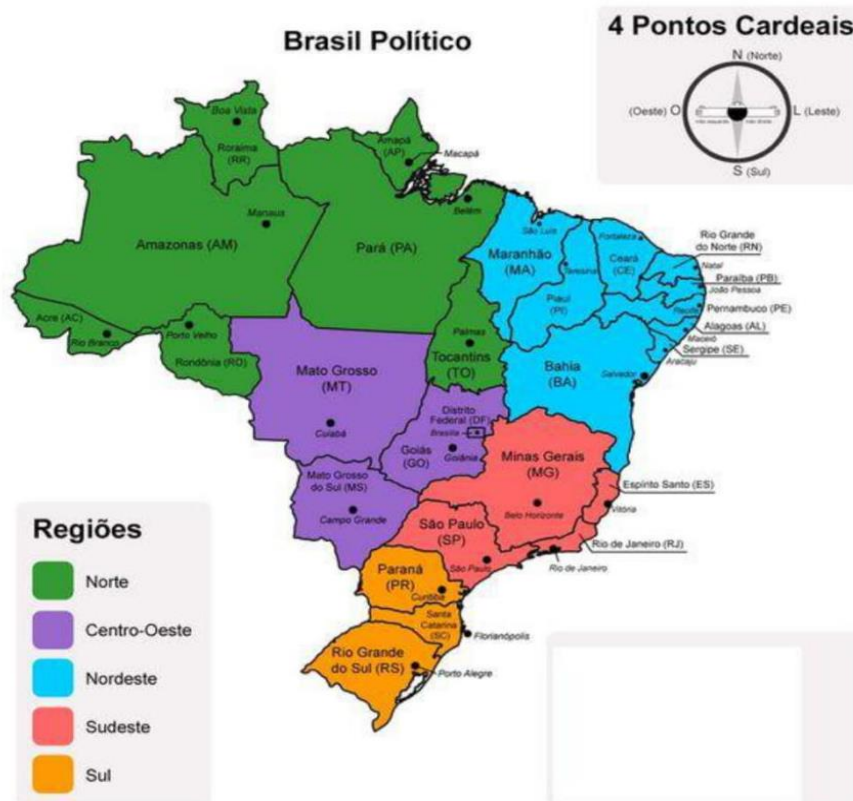 Brasil Político
4 Pontos Cardeais
N (Norte)
(Oeste) O
L (Leste)
S (Sul)
Boa Vista
Roraima
(RR)
Amapá
(AP)
Macapá
Manaus
Amazonas (AM)
Belém
Pará (PA)
São Luís
Maranhão
(MA)
Teresina
Piauí
(PI)
Fortaleza
Ceará
(CE)
Rio Grande
do Norte (RN)
Natal
Paraíba (PB)
João Pessoa
Recife
Pernambuco (PE)
Alagoas (AL)
Maceió
Sergipe (SE)
Aracaju
Acre (AC)
Rio Branco
Porto Velho
Rondônia (RO)
Palmas
Tocantins
(TO)
Mato Grosso
(MT)
Cuiabá
Bahia
(BA)
Salvador
Distrito
Federal (DF)
Brasília
Goiás
(GO)
Goiânia
Mato Grosso
do Sul (MS)
Campo Grande
Minas Gerais
(MG)
Belo Horizonte
Espírito Santo (ES)
Vitória
São Paulo
(SP)
São Paulo
Rio de Janeiro (RJ)
Rio de Janeiro
Paraná
(PR)
Curitiba
Santa
Catarina (SC)
Florianópolis
Rio Grande
do Sul (RS)
Porto Alegre
Regiões
Norte
Centro-Oeste
Nordeste
Sudeste
Sul